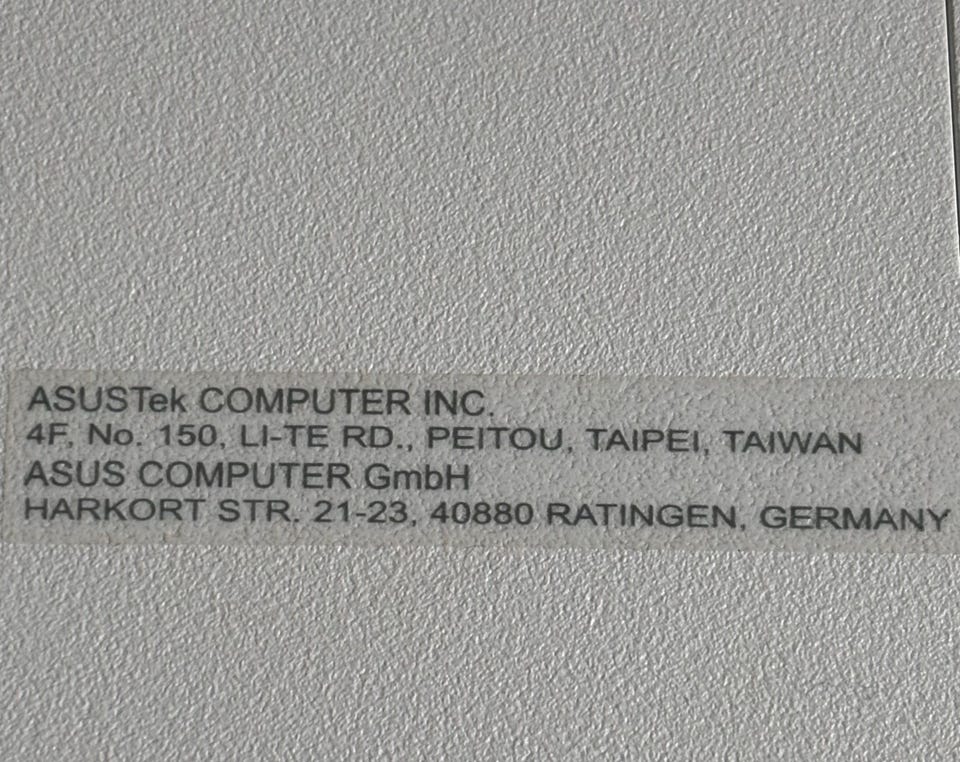 ASUSTek COMPUTER INC.
4F, No. 150, LI-TE RD., PEITOU, TAIPEI, TAIWAN
ASUS COMPUTER GmbH
HARKORT STR. 21-23, 40880 RATINGEN, GERMANY